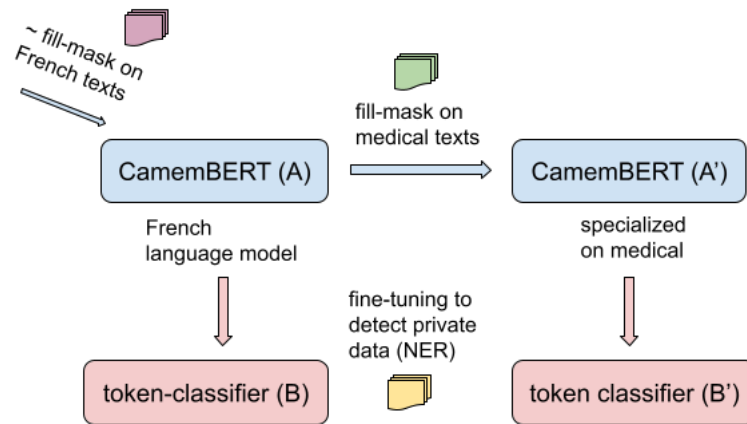 ~ fill-mask on
French texts
fill-mask on
medical texts
CamemBERT (A)
CamemBERT (A’)
French
language model
specialized
on medical
fine-tuning to
detect private
data (NER)
token-classifier (B)
token classifier (B’)